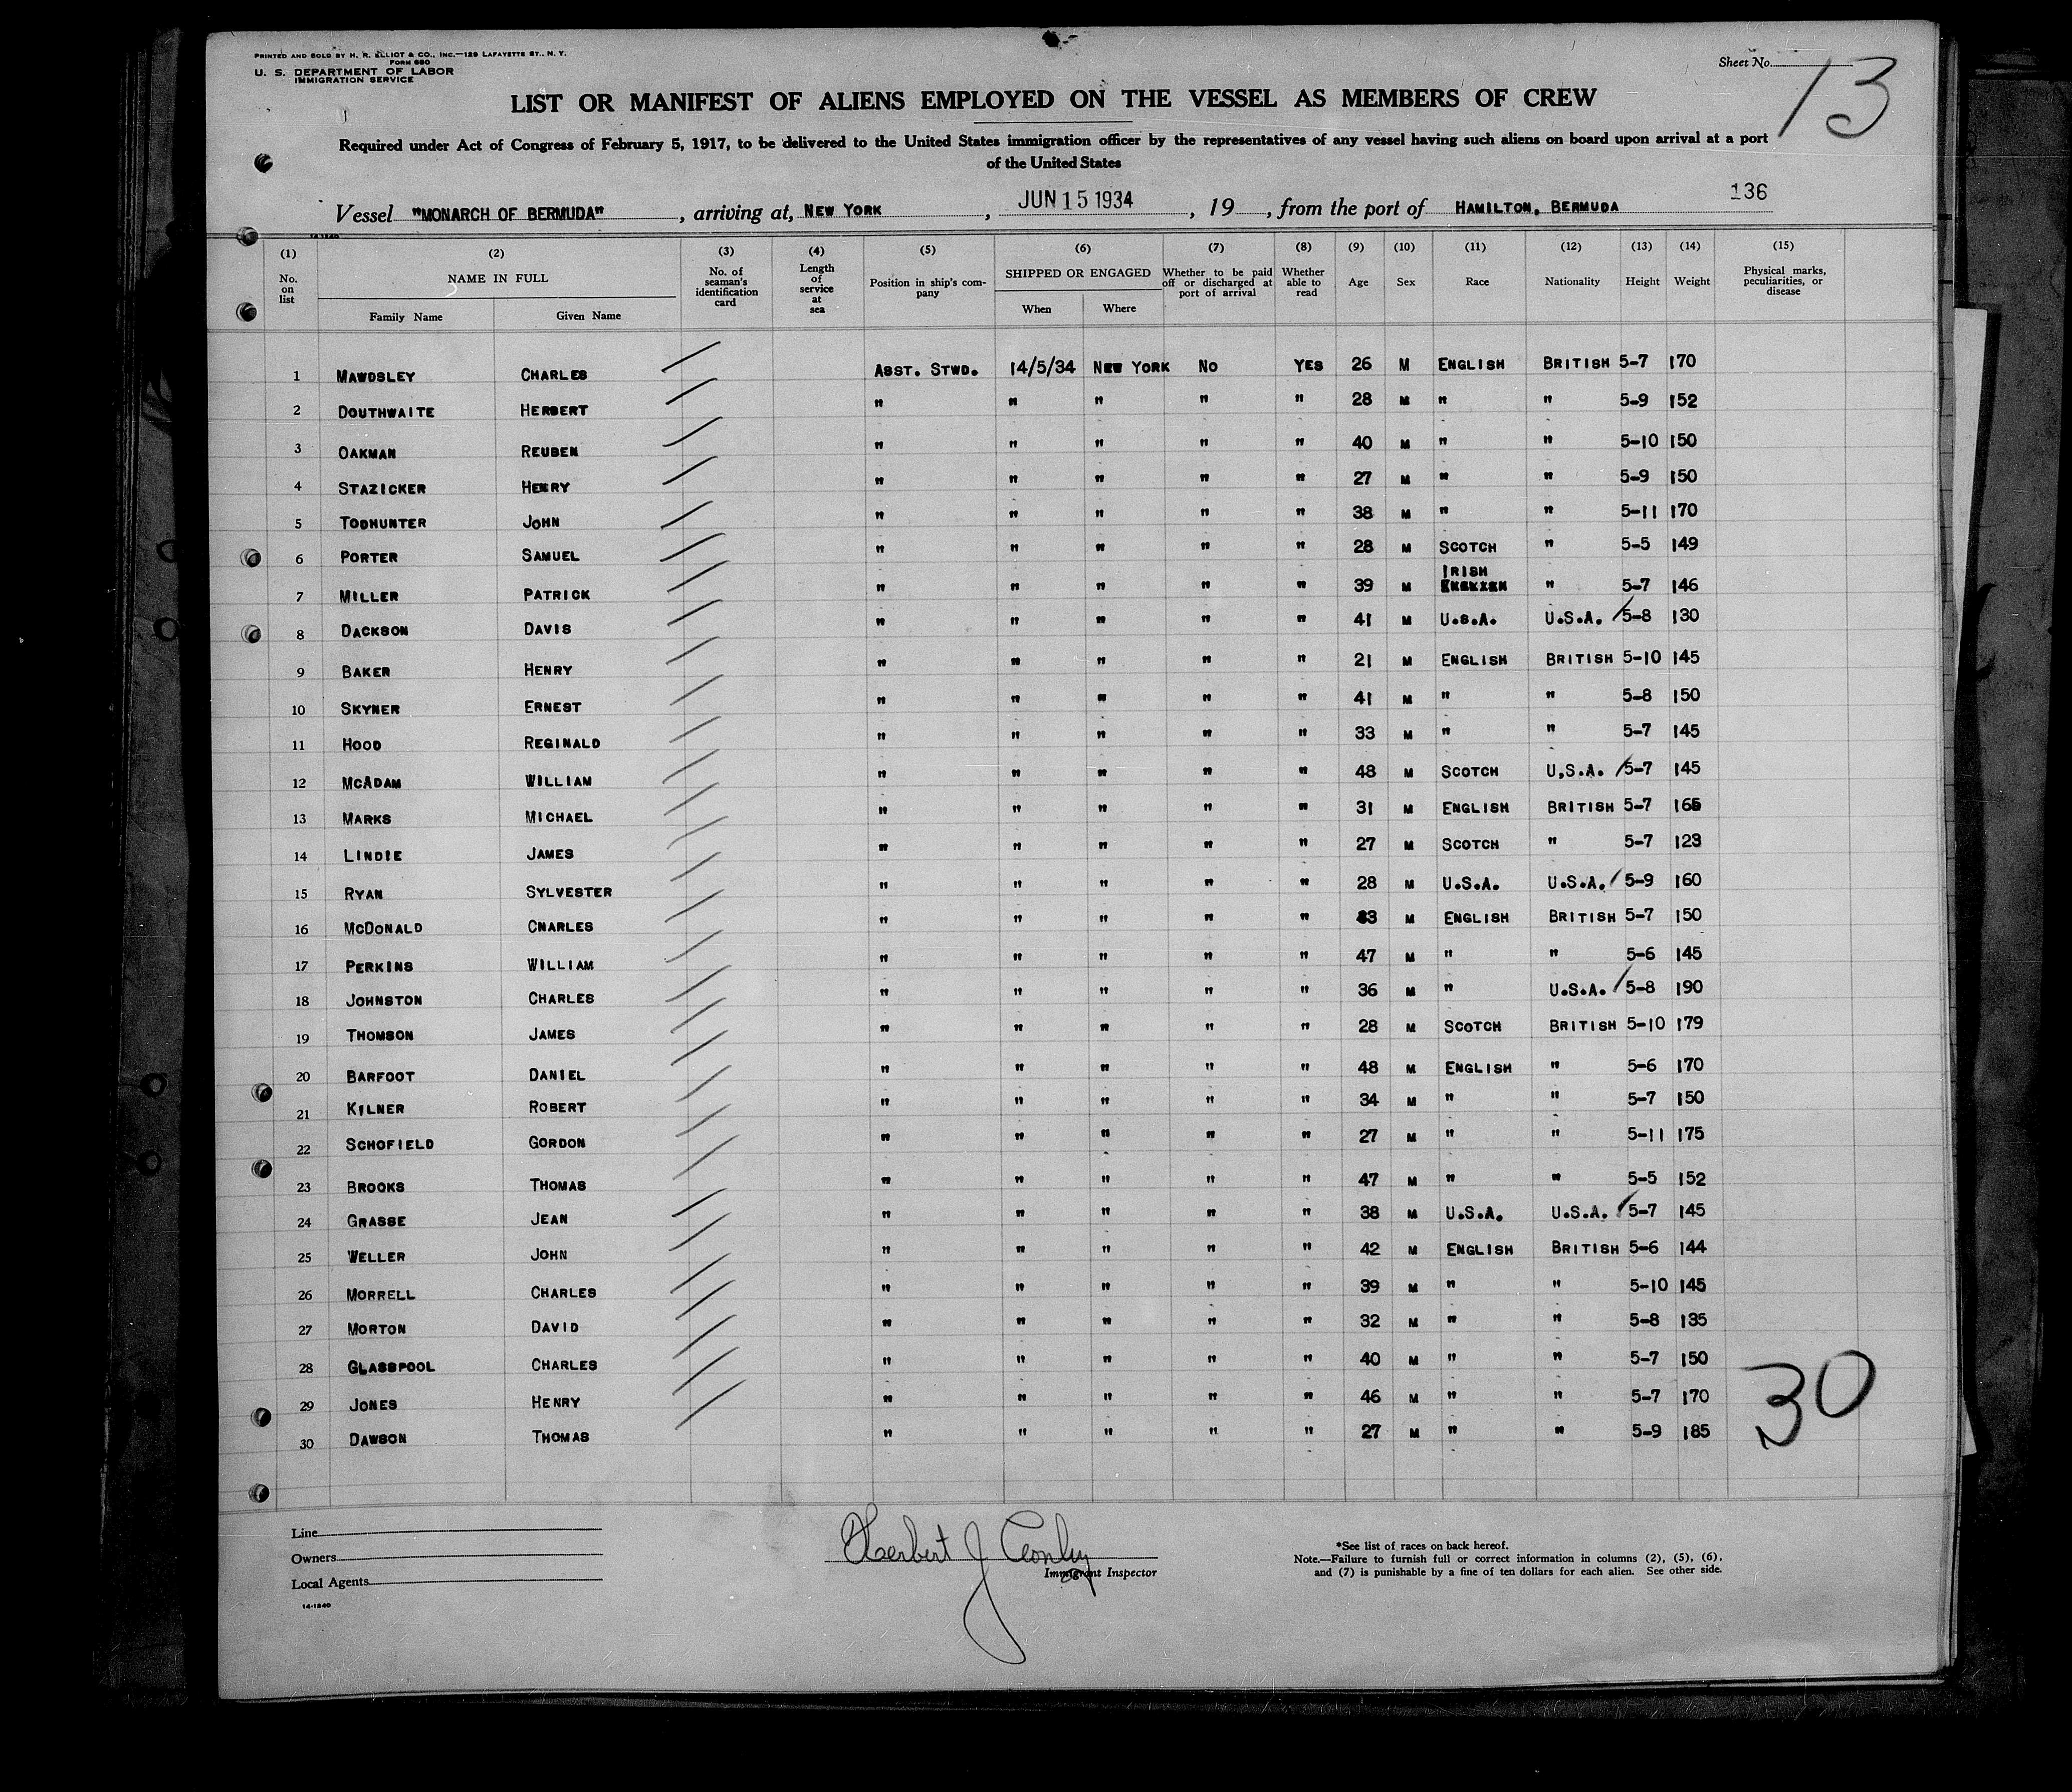 PRINTED AND SOLD BY H. R. ELLIOT & CO., INC.—129 LAFAYETTE ST., N. Y.
FORM 680
U. S. DEPARTMENT OF LABOR
IMMIGRATION SERVICE
Sheet No. 13
LIST OR MANIFEST OF ALIENS EMPLOYED ON THE VESSEL AS MEMBERS OF CREW
Required under Act of Congress of February 5, 1917, to be delivered to the United States immigration officer by the representatives of any vessel having such aliens on board upon arrival at a port
of the United States
136
Vessel "MONARCH OF BERMUDA", arriving at, NEW YORK, JUN 15 1934, 19, from the port of HAMILTON, BERMUDA
14-1240
(1) (2) (3) (4) (5) (6) (7) (8) (9) (10) (11) (12) (13) (14) (15)
No. on list NAME IN FULL Family Name Given Name No. of seaman's identification card Length of service at sea Position in ship's company SHIPPED OR ENGAGED When Where Whether to be paid off or discharged at port of arrival Whether able to read Age Sex Race Nationality Height Weight Physical marks, peculiarities, or disease
1 MAWDSLEY CHARLES ASST. STWD. 14/5/34 NEW YORK NO YES 26 M ENGLISH BRITISH 5-7 170
2 DOUTHWAITE HERBERT " " " " " 28 M " " 5-9 152
3 OAKMAN REUBEN " " " " " 40 M " " 5-10 150
4 STAZICKER HENRY " " " " " 27 M " " 5-9 150
5 TODHUNTER JOHN " " " " " 38 M " " 5-11 170
6 PORTER SAMUEL " " " " " 28 M SCOTCH " 5-5 149
7 MILLER PATRICK " " " " " 39 M IRISH " 5-7 146
8 DACKSON DAVIS " " " " " 41 M U.S.A. U.S.A. 5-8 130
9 BAKER HENRY " " " " " 21 M ENGLISH BRITISH 5-10 145
10 SKYNER ERNEST " " " " " 41 M " " 5-8 150
11 HOOD REGINALD " " " " " 33 M " " 5-7 145
12 MCADAM WILLIAM " " " " " 48 M SCOTCH U,S.A. 5-7 145
13 MARKS MICHAEL " " " " " 31 M ENGLISH BRITISH 5-7 165
14 LINDIE JAMES " " " " " 27 M SCOTCH " 5-7 123
15 RYAN SYLVESTER " " " " " 28 M U.S.A. U.S.A. 5-9 160
16 MCDONALD CNARLES " " " " " M ENGLISH BRITISH 5-7 150
17 PERKINS WILLIAM " " " " " 47 M " " 5-6 145
18 JOHNSTON CHARLES " " " " " 36 M " U.S.A. 5-8 190
19 THOMSON JAMES " " " " " 28 M SCOTCH BRITISH 5-10 179
20 BARFOOT DANIEL " " " " " 48 M ENGLISH " 5-6 170
21 KILNER ROBERT " " " " " 34 M " " 5-7 150
22 SCHOFIELD GORDON " " " " " 27 M " " 5-11 175
23 BROOKS THOMAS " " " " " 47 M " " 5-5 152
24 GRASSE JEAN " " " " " 38 M U.S.A. U.S.A. 5-7 145
25 WELLER JOHN " " " " " 42 M ENGLISH BRITISH 5-6 144
26 MORRELL CHARLES " " " " " 39 M " " 5-10 145
27 MORTON DAVID " " " " " 32 M " " 5-8 135
28 GLASSPOOL CHARLES " " " " " 40 M " " 5-7 150
29 JONES HENRY " " " " " 46 M " " 5-7 170
30 DAWSON THOMAS " " " " " 27 M " " 5-9 185
30
Line
Owners
Local Agents
14-1240
Herbert J Conley
Immigrant Inspector
*See list of races on back hereof.
Note.—Failure to furnish full or correct information in columns (2), (5), (6),
and (7) is punishable by a fine of ten dollars for each alien. See other side.